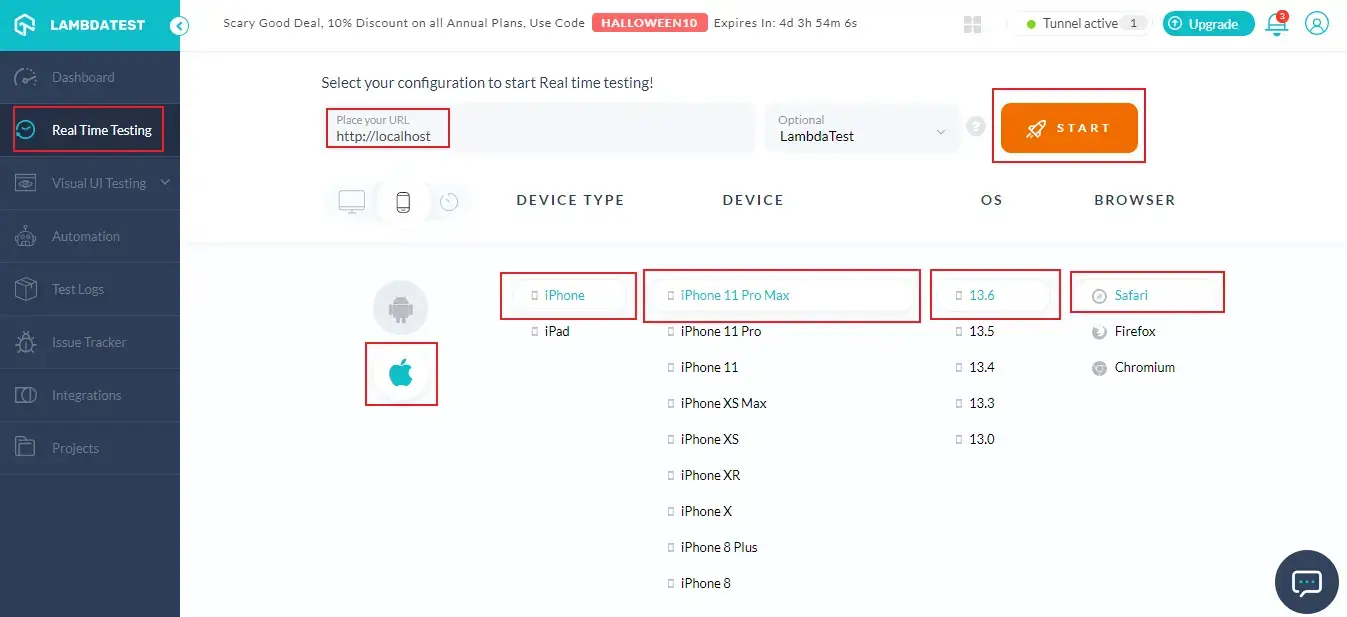 LAMBDATEST
Scary Good Deal, 10% Discount on all Annual Plans, Use Code HALLOWEEN10 Expires In: 4d 3h 54m 6s
Tunnel active 1
Upgrade
3
Dashboard
Real Time Testing
Visual UI Testing
Automation
Test Logs
Issue Tracker
Integrations
Projects
Select your configuration to start Real time testing!
Place your URL
http://localhost
Optional
LambdaTest
?
START
DEVICE TYPE DEVICE OS BROWSER
iPhone iPhone 11 Pro Max 13.6 Safari
iPad iPhone 11 Pro 13.5 Firefox
iPhone 11 13.4 Chromium
iPhone XS Max 13.3
iPhone XS 13.0
iPhone XR
iPhone X
iPhone 8 Plus
iPhone 8